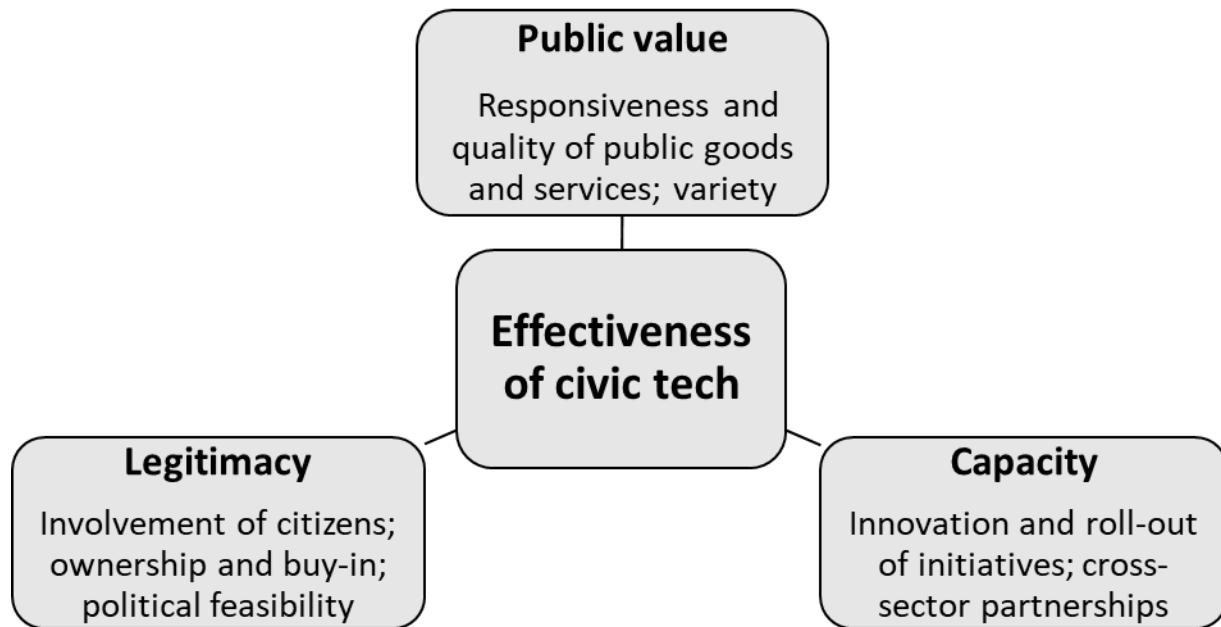 Public value
Responsiveness and
quality of public goods
and services; variety
Effectiveness
of civic tech
Legitimacy
Involvement of citizens;
ownership and buy-in;
political feasibility
Capacity
Innovation and roll-out
of initiatives; cross-
sector partnerships